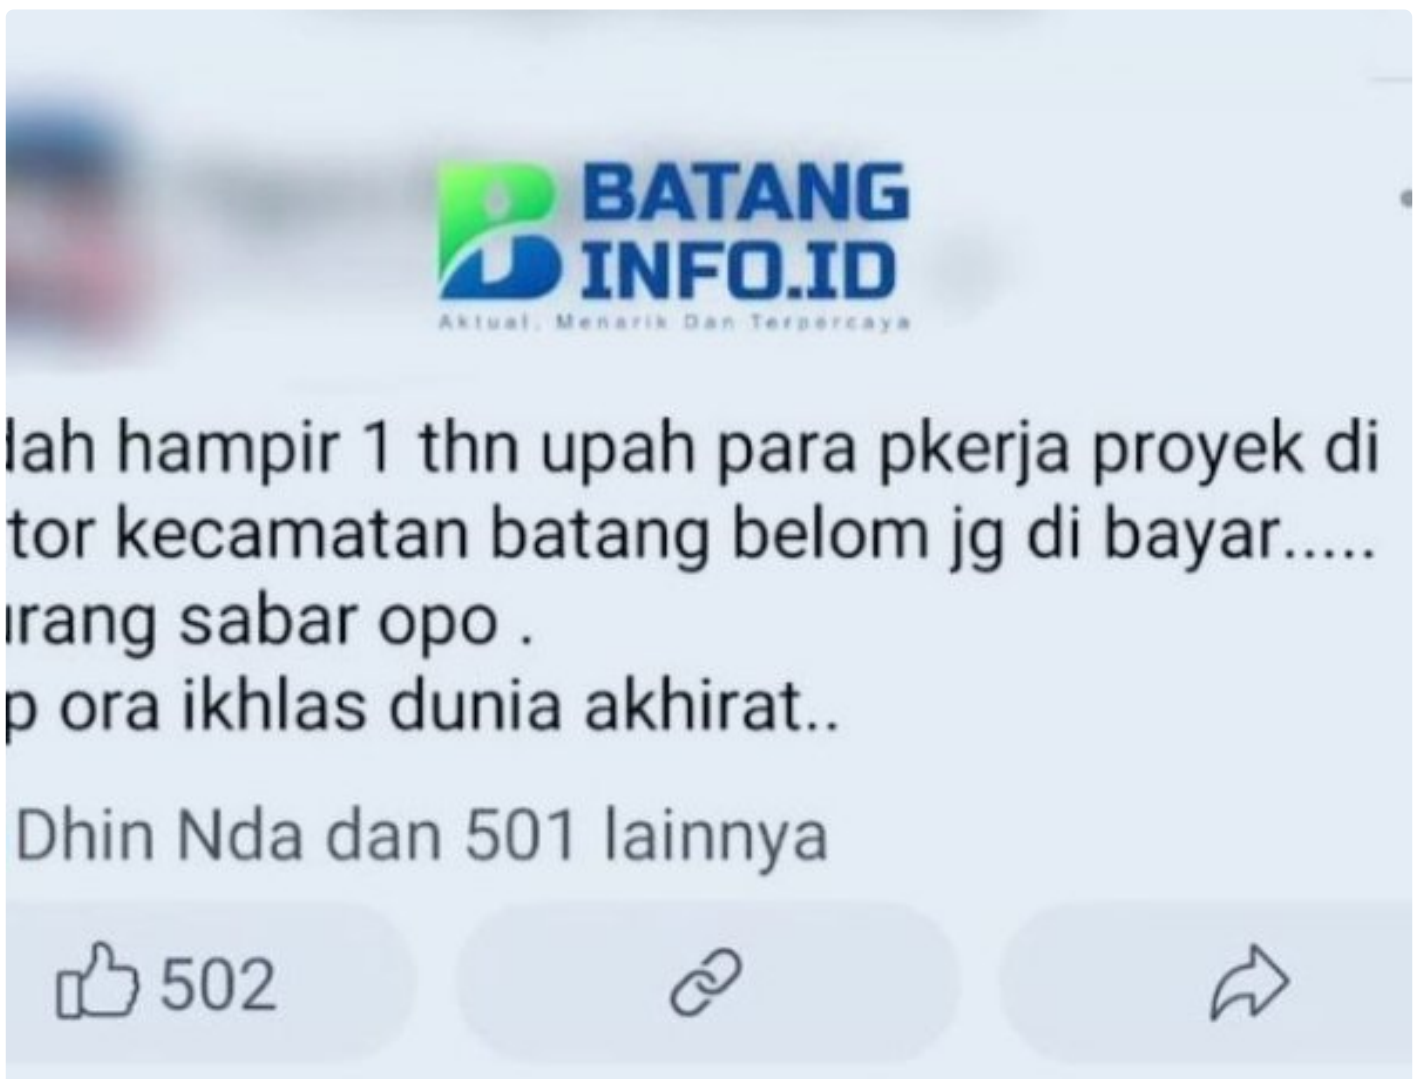 BATANG
INFO.ID
Aktual, Menarik Dan Terpercaya
dah hampir 1 thn upah para pkerja proyek di
tor kecamatan batang belom jg di bayar.....
urang sabar opo .
p ora ikhlas dunia akhirat..
Dhin Nda dan 501 lainnya
502